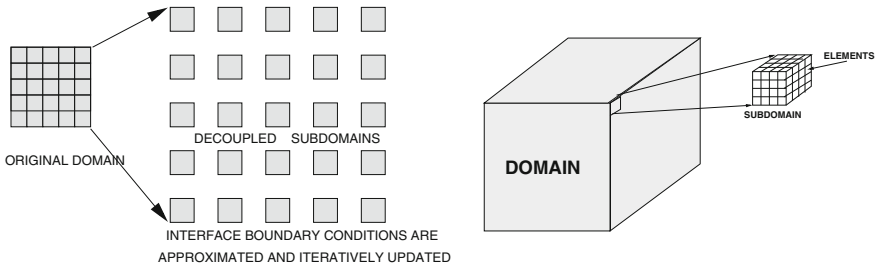 ORIGINAL DOMAIN
DECOUPLED SUBDOMAINS
INTERFACE BOUNDARY CONDITIONS ARE
APPROXIMATED AND ITERATIVELY UPDATED
DOMAIN
ELEMENTS
SUBDOMAIN